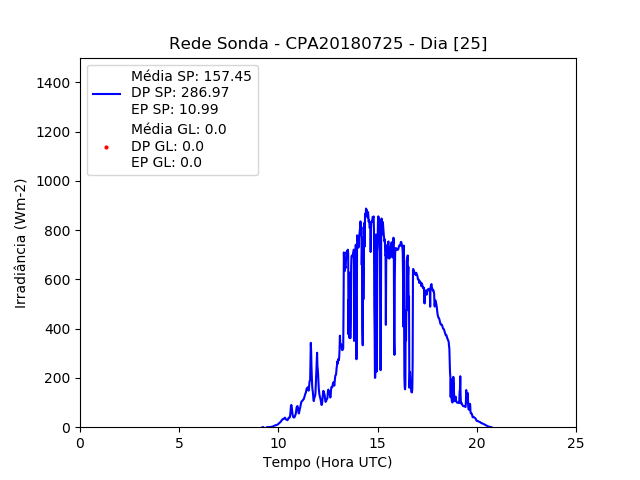 Rede Sonda - CPA20180725 - Dia [25]
Média SP: 157.45
DP SP: 286.97
EP SP: 10.99
Média GL: 0.0
DP GL: 0.0
EP GL: 0.0
1400
1200
1000
800
600
400
200
0
Irradiância (Wm-2)
0 5 10 15 20 25
Tempo (Hora UTC)